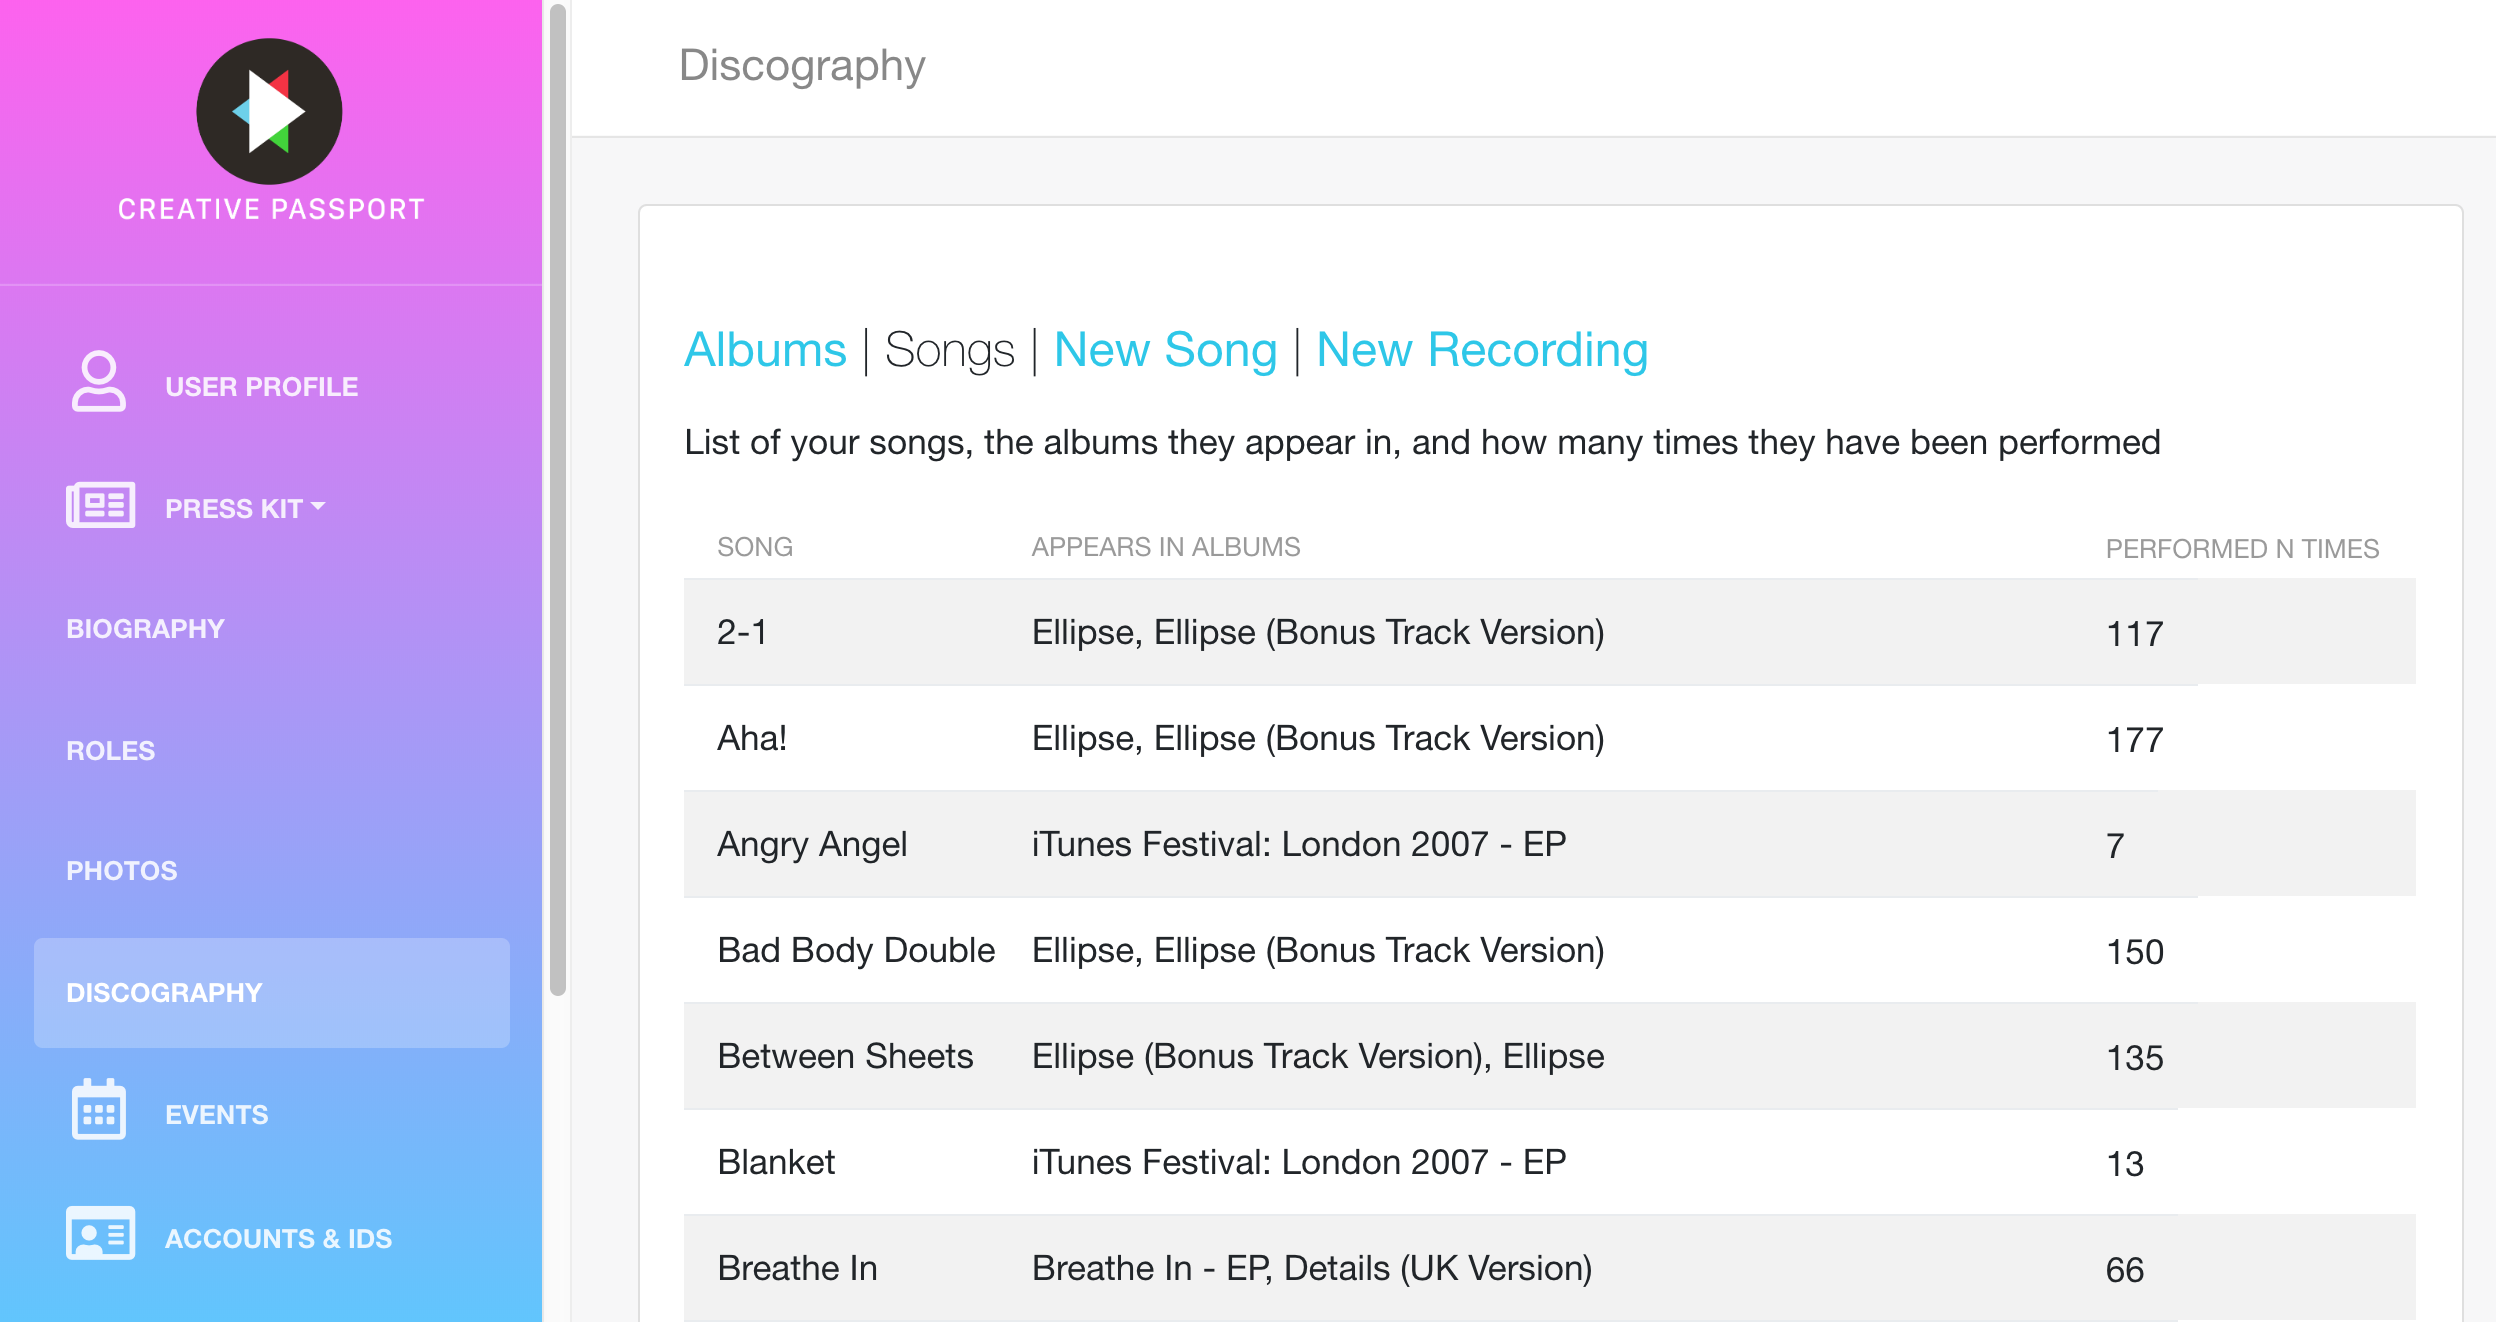 CREATIVE PASSPORT
USER PROFILE
PRESS KIT
BIOGRAPHY
ROLES
PHOTOS
DISCOGRAPHY
EVENTS
ACCOUNTS & IDS
Discography
Albums | Songs | New Song | New Recording
List of your songs, the albums they appear in, and how many times they have been performed
SONG APPEARS IN ALBUMS PERFORMED N TIMES
2-1 Ellipse, Ellipse (Bonus Track Version) 117
Aha! Ellipse, Ellipse (Bonus Track Version) 177
Angry Angel iTunes Festival: London 2007 - EP 7
Bad Body Double Ellipse, Ellipse (Bonus Track Version) 150
Between Sheets Ellipse (Bonus Track Version), Ellipse 135
Blanket iTunes Festival: London 2007 - EP 13
Breathe In Breathe In - EP, Details (UK Version) 66